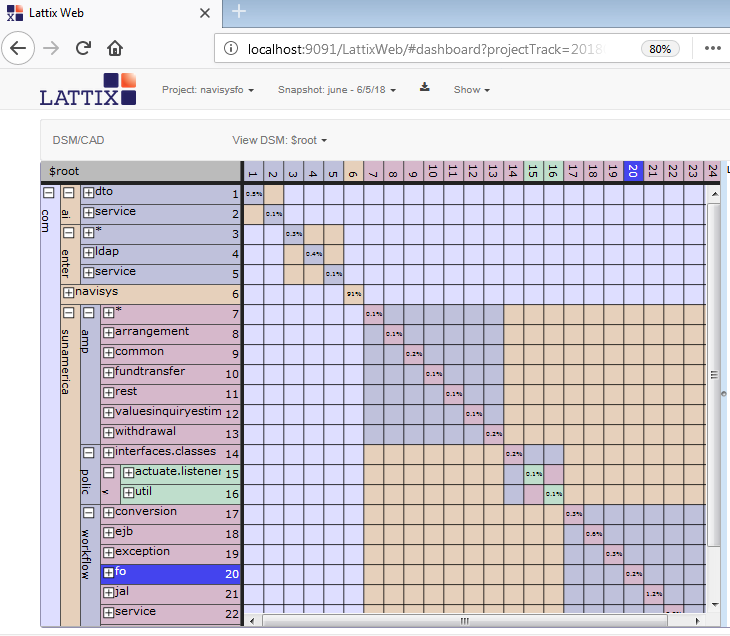 Lattix Web
localhost:9091/LattixWeb/#dashboard?projectTrack=2018
80%
LATTIX
Project: navisysfo
Snapshot: june - 6/5/18
Show
DSM/CAD
View DSM: $root
$root
1 2 3 4 5 6 7 8 9 10 11 12 13 14 15 16 17 18 19 20 21 22 23 24
com
ai
dto 1 0.5%
service 2 0.1%
enter
* 3 0.3%
ldap 4 0.4%
service 5 0.1%
navisys 6 91%
sunamerica
amp
* 7 0.1%
arrangement 8 0.1%
common 9 0.2%
fundtransfer 10 0.1%
rest 11 0.1%
valuesinquiryestim 12 0.1%
withdrawal 13 0.2%
polic
interfaces.classes 14 0.2%
actuate.listener 15 0.1%
util 16 0.1%
workflow
conversion 17 0.3%
ejb 18 0.6%
exception 19 0.3%
fo 20 0.2%
jal 21 1.2%
service 22